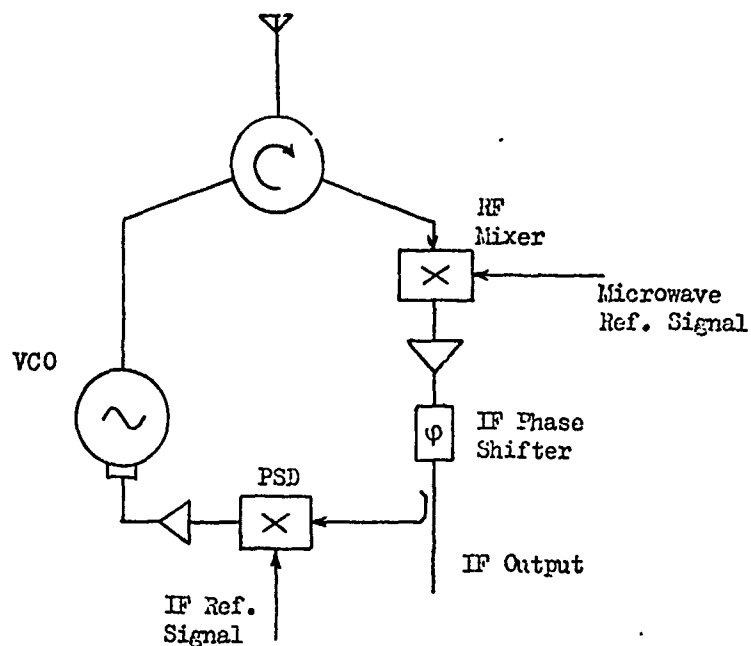 RF
Mixer
Microwave
Ref. Signal
VCO
φ
IF Phase
Shifter
PSD
IF Output
IF Ref.
Signal